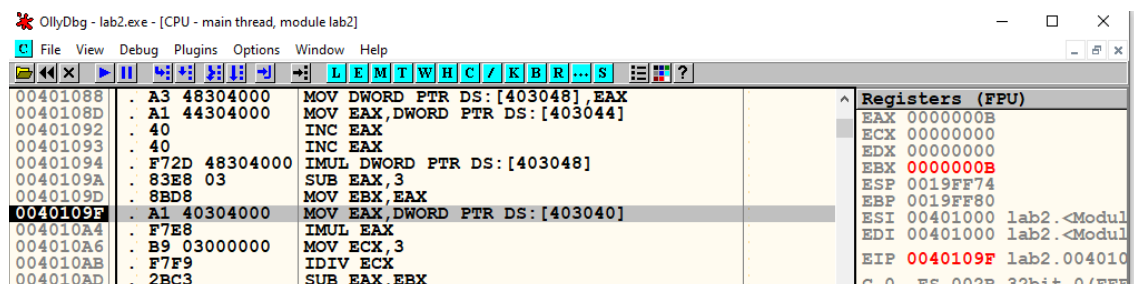 OllyDbg - lab2.exe - [CPU - main thread, module lab2]
C File View Debug Plugins Options Window Help
L E M T W H C / K B R ... S ?
00401088 . A3 48304000 MOV DWORD PTR DS:[403048],EAX
0040108D . A1 44304000 MOV EAX,DWORD PTR DS:[403044]
00401092 . 40 INC EAX
00401093 . 40 INC EAX
00401094 . F72D 48304000 IMUL DWORD PTR DS:[403048]
0040109A . 83E8 03 SUB EAX,3
0040109D . 8BD8 MOV EBX,EAX
0040109F . A1 40304000 MOV EAX,DWORD PTR DS:[403040]
004010A4 . F7E8 IMUL EAX
004010A6 . B9 03000000 MOV ECX,3
004010AB . F7F9 IDIV ECX
004010AD . 2BC3 SUB EAX,EBX
Registers (FPU)
EAX 0000000B
ECX 00000000
EDX 00000000
EBX 0000000B
ESP 0019FF74
EBP 0019FF80
ESI 00401000 lab2.<Modul
EDI 00401000 lab2.<Modul
EIP 0040109F lab2.004010
C 0 ES 002B 32bit 0(FFF